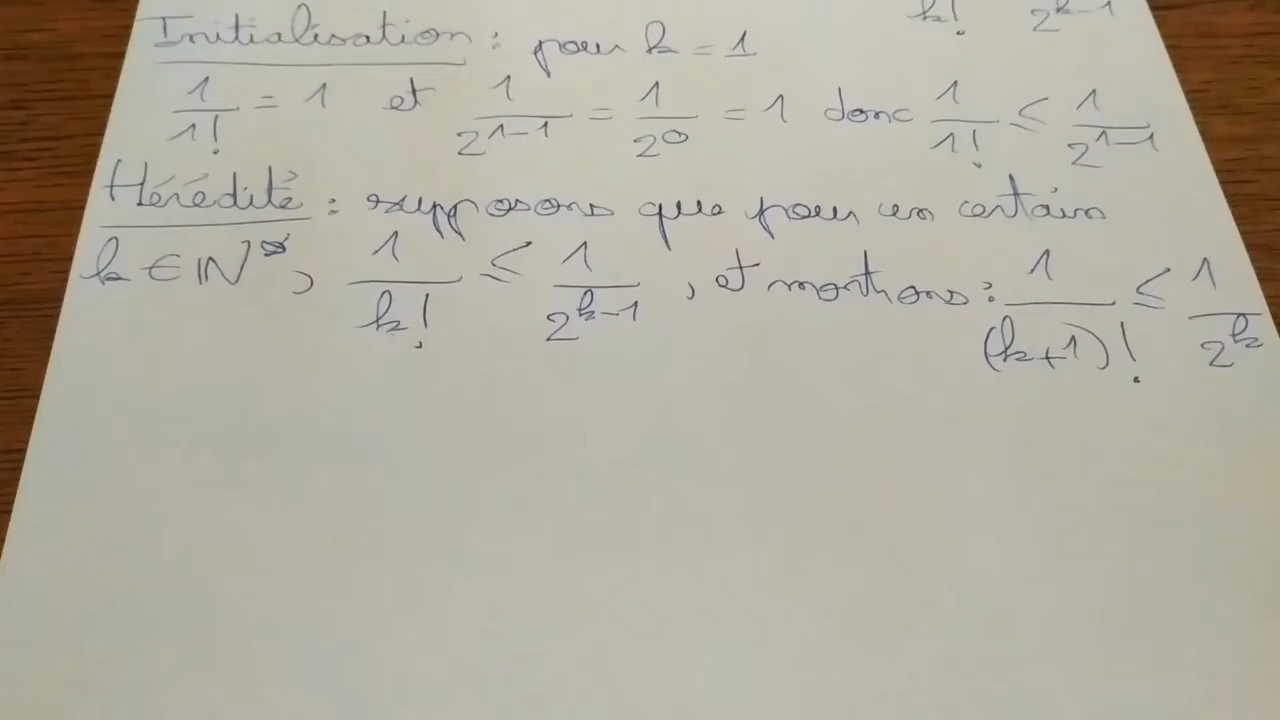 1/k! 1/2^{k-1}
Initialisation : pour k = 1
1/1! = 1 et 1/2^{1-1} = 1/2^0 = 1 donc 1/1! ≤ 1/2^{1-1}
Hérédité : supposons que pour un certain
k ∈ ℕ*, 1/k! ≤ 1/2^{k-1}, et montrons : 1/(k+1)! ≤ 1/2^k